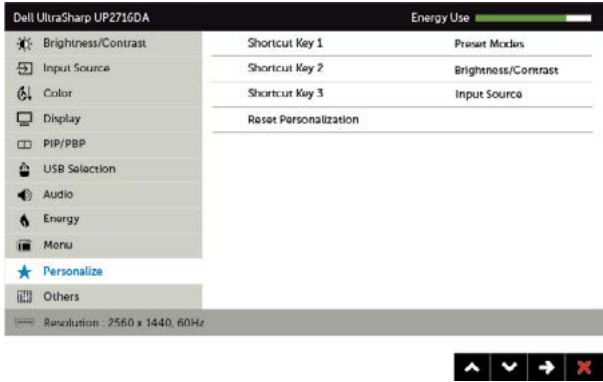 Dell UltraSharp UP2716DA Energy Use
Brightness/Contrast Shortcut Key 1 Preset Modes
Input Source Shortcut Key 2 Brightness/Contrast
Color Shortcut Key 3 Input Source
Display Reset Personalization
PIP/PBP
USB Selection
Audio
Energy
Menu
Personalize
Others
Resolution : 2560 x 1440, 60Hz